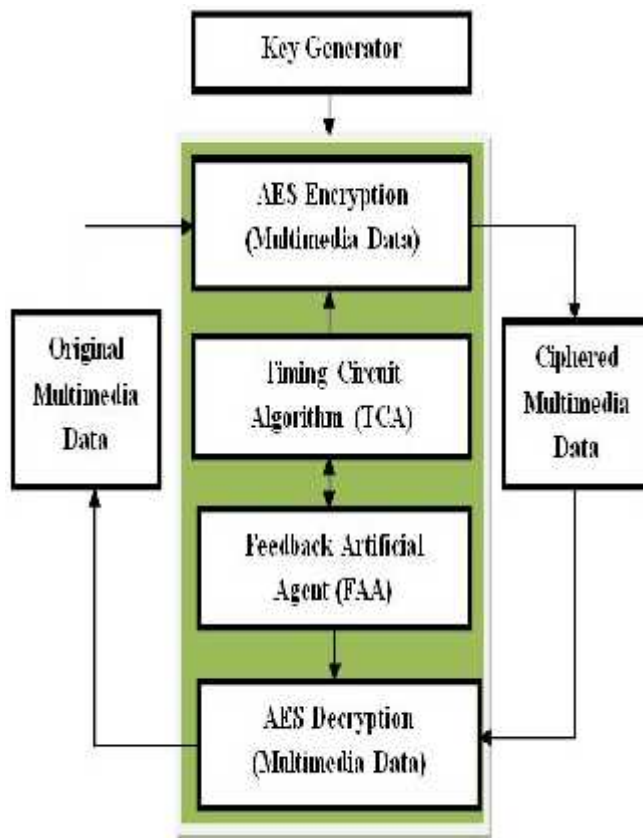 Key Generator
AES Encryption
(Multimedia Data)
Original
Multimedia
Data
Timing Circuit
Algorithm (TCA)
Ciphered
Multimedia
Data
Feedback Artificial
Agent (FAA)
AES Decryption
(Multimedia Data)